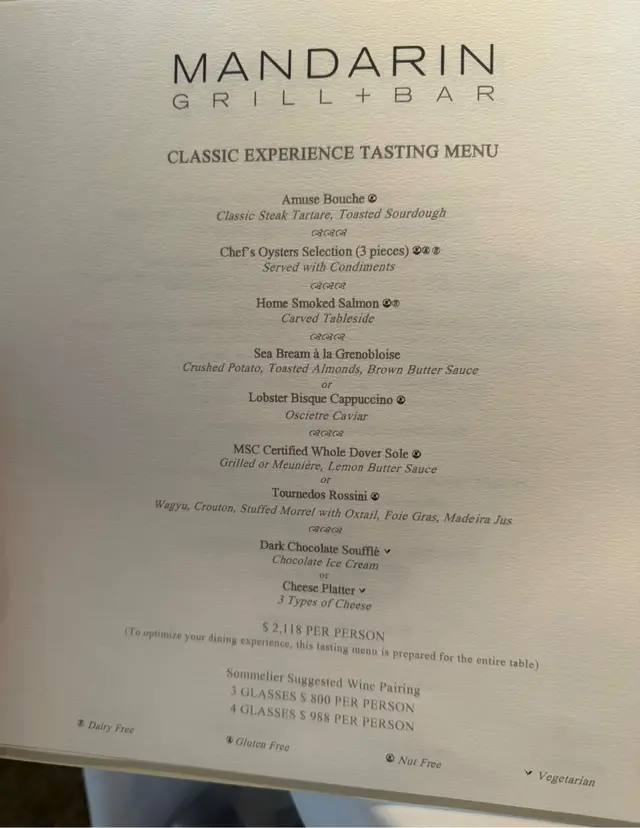 MANDARIN
GRILL + BAR
CLASSIC EXPERIENCE TASTING MENU
Amuse Bouche
Classic Steak Tartare, Toasted Sourdough
Chef's Oysters Selection (3 pieces)
Served with Condiments
Home Smoked Salmon
Carved Tableside
Sea Bream à la Grenobloise
Crushed Potato, Toasted Almonds, Brown Butter Sauce
or
Lobster Bisque Cappuccino
Oscietre Caviar
MSC Certified Whole Dover Sole
Grilled or Meunière, Lemon Butter Sauce
or
Tournedos Rossini
Wagyu, Crouton, Stuffed Morrel with Oxtail, Foie Gras, Madeira Jus
Dark Chocolate Soufflé
Chocolate Ice Cream
or
Cheese Platter
3 Types of Cheese
$ 2,118 PER PERSON
(To optimize your dining experience, this tasting menu is prepared for the entire table)
Sommelier Suggested Wine Pairing
3 GLASSES $ 800 PER PERSON
4 GLASSES $ 988 PER PERSON
Dairy Free
Gluten Free
Nut Free
Vegetarian